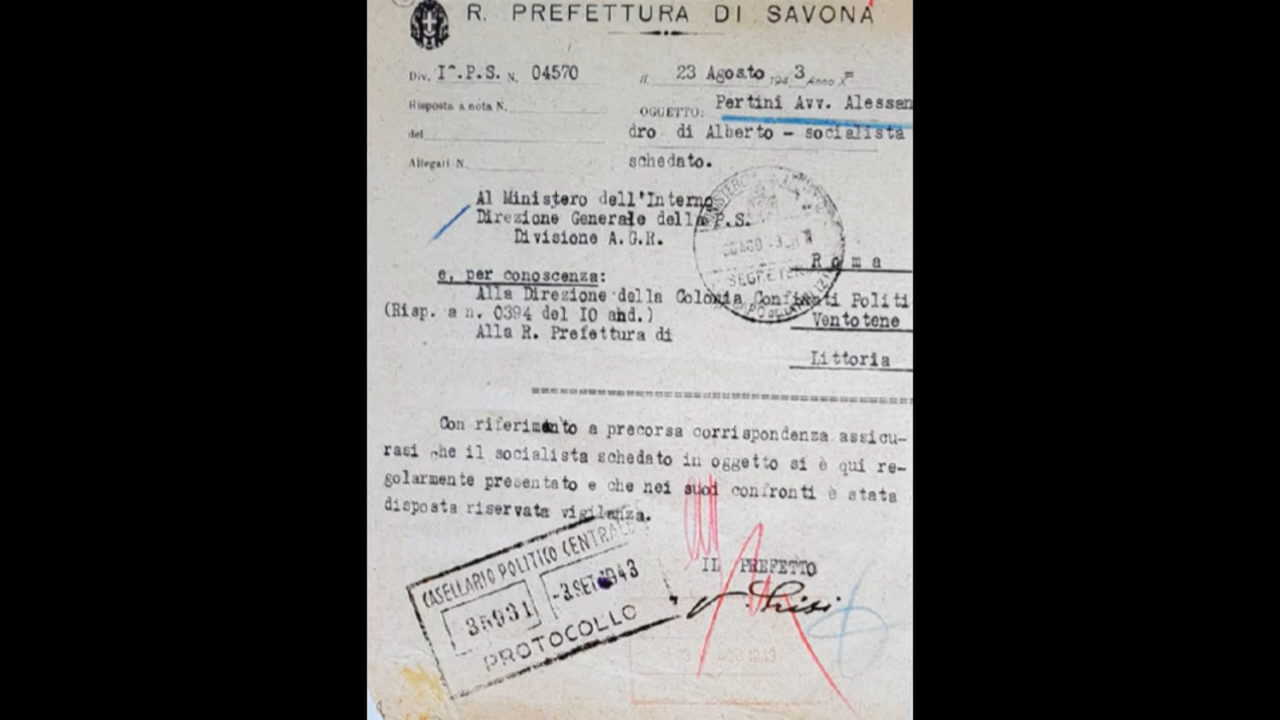 R. PREFETTURA DI SAVONA
Div. I^.P.S. N. 04570
li 23 Agosto 1943 Anno X=
Risposta a nota N.
del
Allegati N.
OGGETTO: Pertini Avv. Alessan
dro di Alberto - socialista
schedato.
Al Ministero dell'Interno
Direzione Generale della P.S.
Divisione A.G.R.
Roma
e, per conoscenza:
Alla Direzione della Colonia Confinati Politi
(Risp. a n. 0394 del 10 and.)
Ventotene
Alla R. Prefettura di
Littoria
SEGRETER
Con riferimento a precorsa corrispondenza assicu-
rasi che il socialista schedato in oggetto si è qui re-
golarmente presentato e che nei suoi confronti è stata
disposta riservata vigilanza.
CASELLARIO POLITICO CENTRALE
35931
-3.SET.1943
PROTOCOLLO
IL PREFETTO